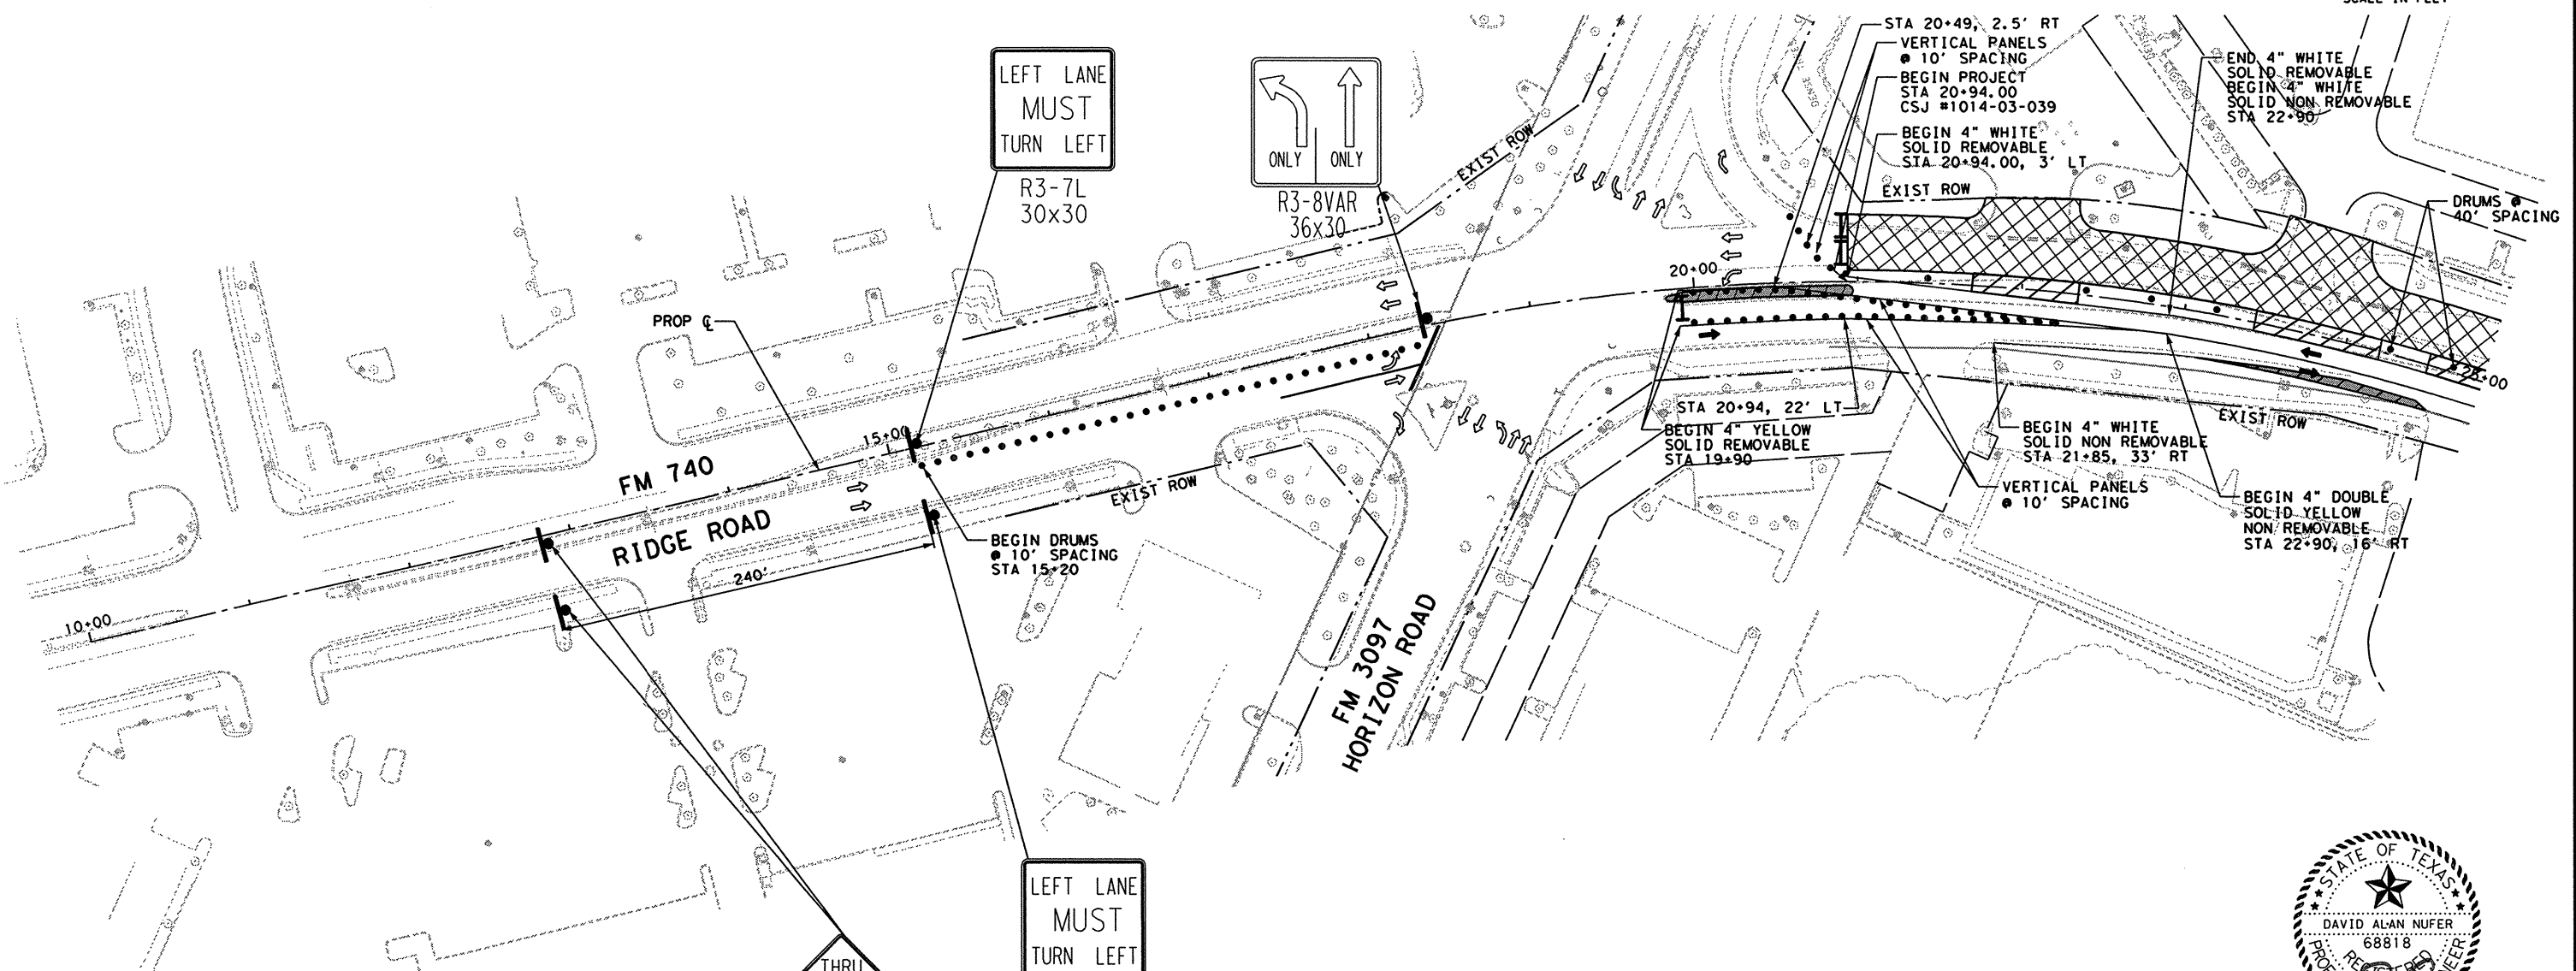 STA 20+49, 2.5' RT
VERTICAL PANELS
@ 10' SPACING
BEGIN PROJECT
STA 20+94.00
CSJ #1014-03-039
BEGIN 4" WHITE
SOLID REMOVABLE
STA 20+94.00, 3' LT
EXIST ROW
END 4" WHITE
SOLID REMOVABLE
BEGIN 4" WHITE
SOLID NON REMOVABLE
STA 22+90
DRUMS @
40' SPACING
LEFT LANE
MUST
TURN LEFT
R3-7L
30x30
ONLY ONLY
R3-8VAR
36x30
EXIST ROW
20+00
25+00
PROP ℄
15+00
FM 740
RIDGE ROAD
EXIST ROW
BEGIN DRUMS
@ 10' SPACING
STA 15+20
240'
10+00
STA 20+94, 22' LT
BEGIN 4" YELLOW
SOLID REMOVABLE
STA 19+90
BEGIN 4" WHITE
SOLID NON REMOVABLE
STA 21+85, 33' RT
EXIST ROW
VERTICAL PANELS
@ 10' SPACING
BEGIN 4" DOUBLE
SOLID YELLOW
NON REMOVABLE
STA 22+90, 16' RT
FM 3097
HORIZON ROAD
LEFT LANE
MUST
TURN LEFT
THRU
STATE OF TEXAS
DAVID ALAN NUFER
68818
REGISTERED